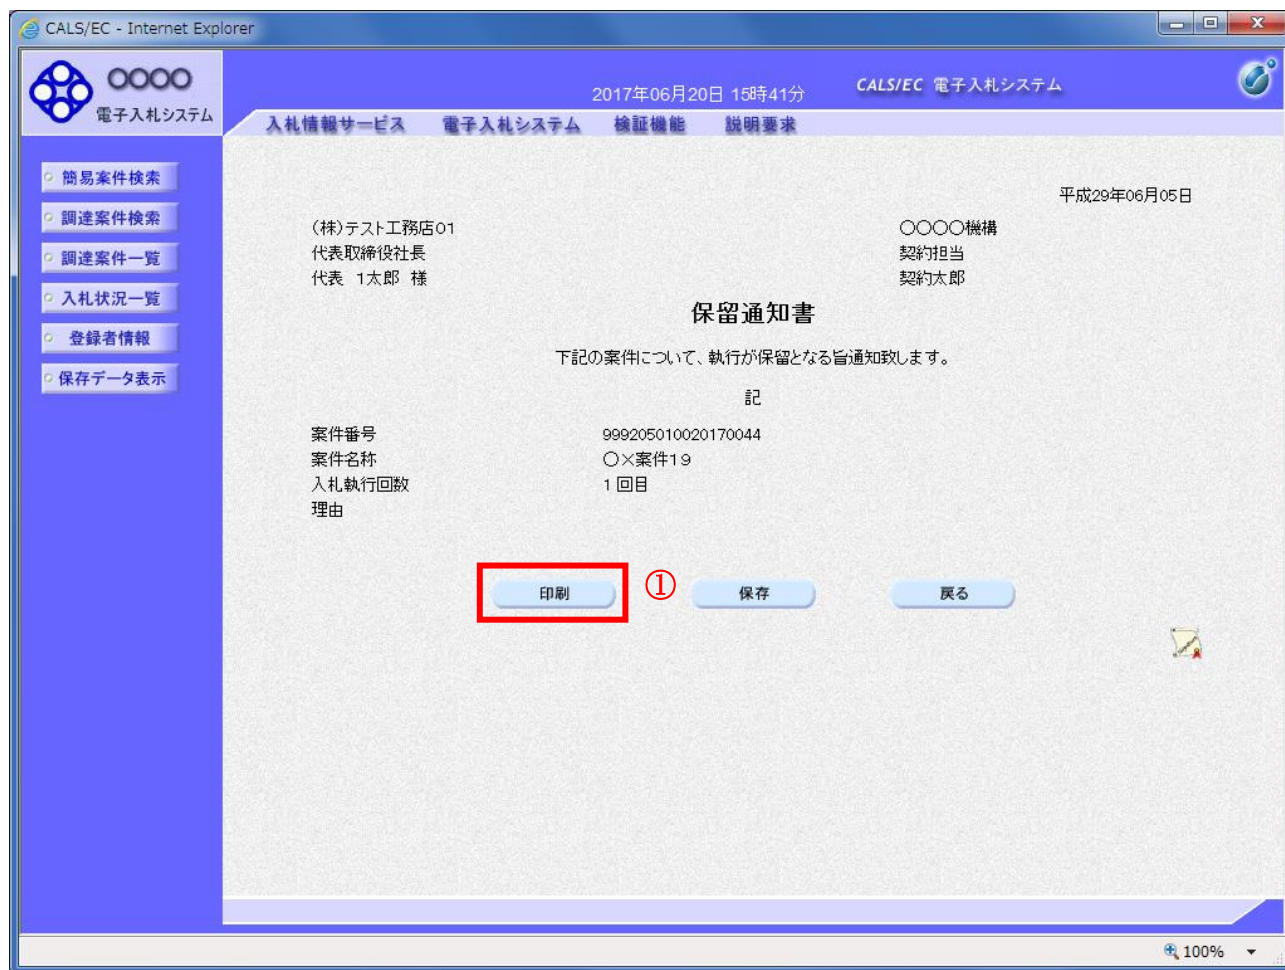 CALS/EC - Internet Explorer
〇〇〇〇
電子入札システム
2017年06月20日 15時41分
CALS/EC 電子入札システム
入札情報サービス 電子入札システム 検証機能 説明要求
簡易案件検索
調達案件検索
調達案件一覧
入札状況一覧
登録者情報
保存データ表示
平成29年06月05日
(株)テスト工務店01
〇〇〇〇機構
代表取締役社長
契約担当
代表 1太郎 様
契約太郎
保留通知書
下記の案件について、執行が保留となる旨通知致します。
記
案件番号 999205010020170044
案件名称 〇×案件19
入札執行回数 1回目
理由
印刷 ① 保存 戻る
100%